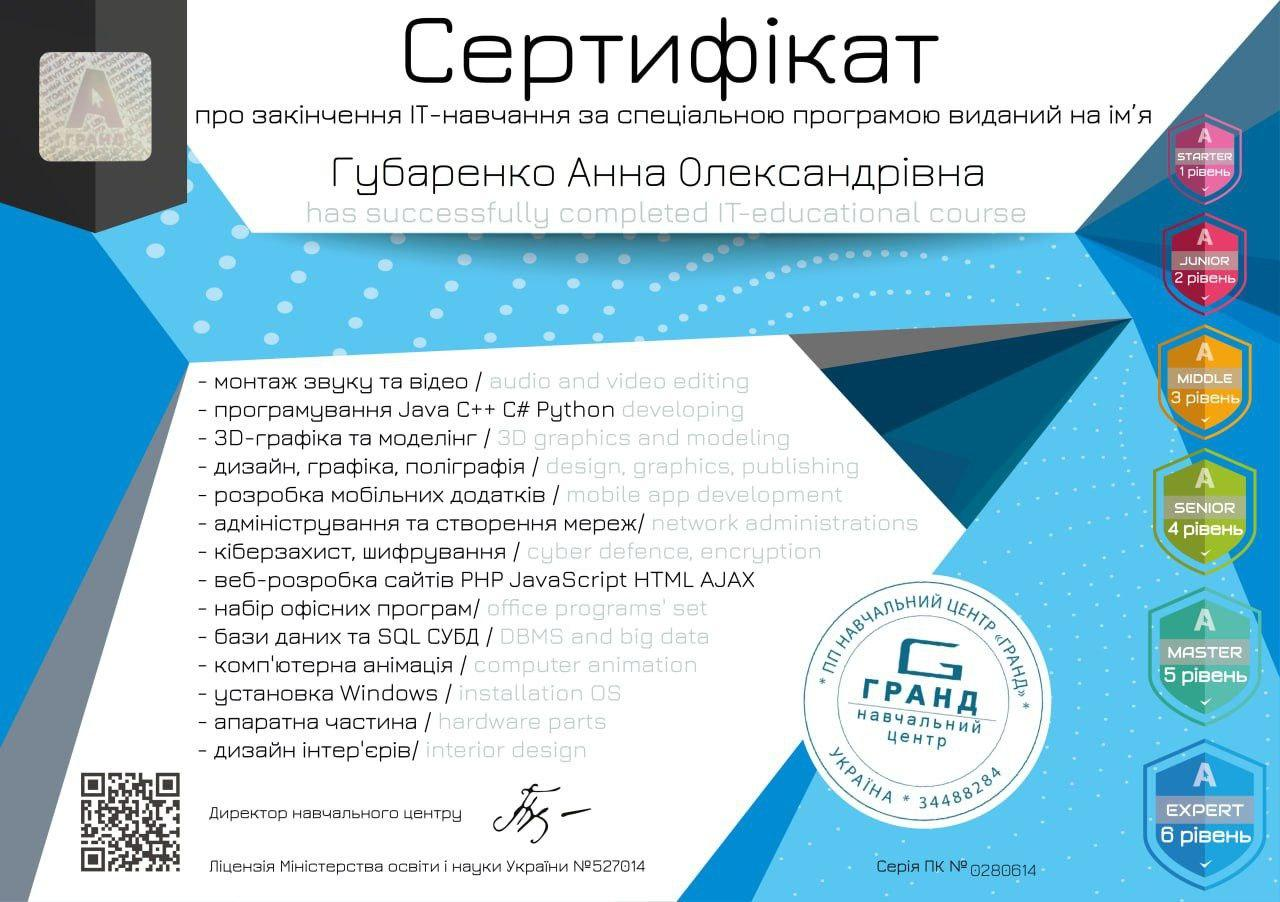 Сертифікат
про закінчення ІТ-навчання за спеціальною програмою виданий на ім'я
Губаренко Анна Олександрівна
has successfully completed IT-educational course
А
ГРАНД
A
STARTER
1 рівень
A
JUNIOR
2 рівень
A
MIDDLE
3 рівень
A
SENIOR
4 рівень
A
MASTER
5 рівень
A
EXPERT
6 рівень
- монтаж звуку та відео / audio and video editing
- програмування Java C++ C# Python developing
- 3D-графіка та моделінг / 3D graphics and modeling
- дизайн, графіка, поліграфія / design, graphics, publishing
- розробка мобільних додатків / mobile app development
- адміністрування та створення мереж/ network administrations
- кіберзахист, шифрування / cyber defence, encryption
- веб-розробка сайтів PHP JavaScript HTML AJAX
- набір офісних програм/ office programs' set
- бази даних та SQL СУБД / DBMS and big data
- комп'ютерна анімація / computer animation
- установка Windows / installation OS
- апаратна частина / hardware parts
- дизайн інтер'єрів/ interior design
* ПП НАВЧАЛЬНИЙ ЦЕНТР «ГРАНД» *
ГРАНД
навчальний
центр
УКРАЇНА * 34488284
Директор навчального центру
Ліцензія Міністерства освіти і науки України №527014
Серія ПК № 0280614